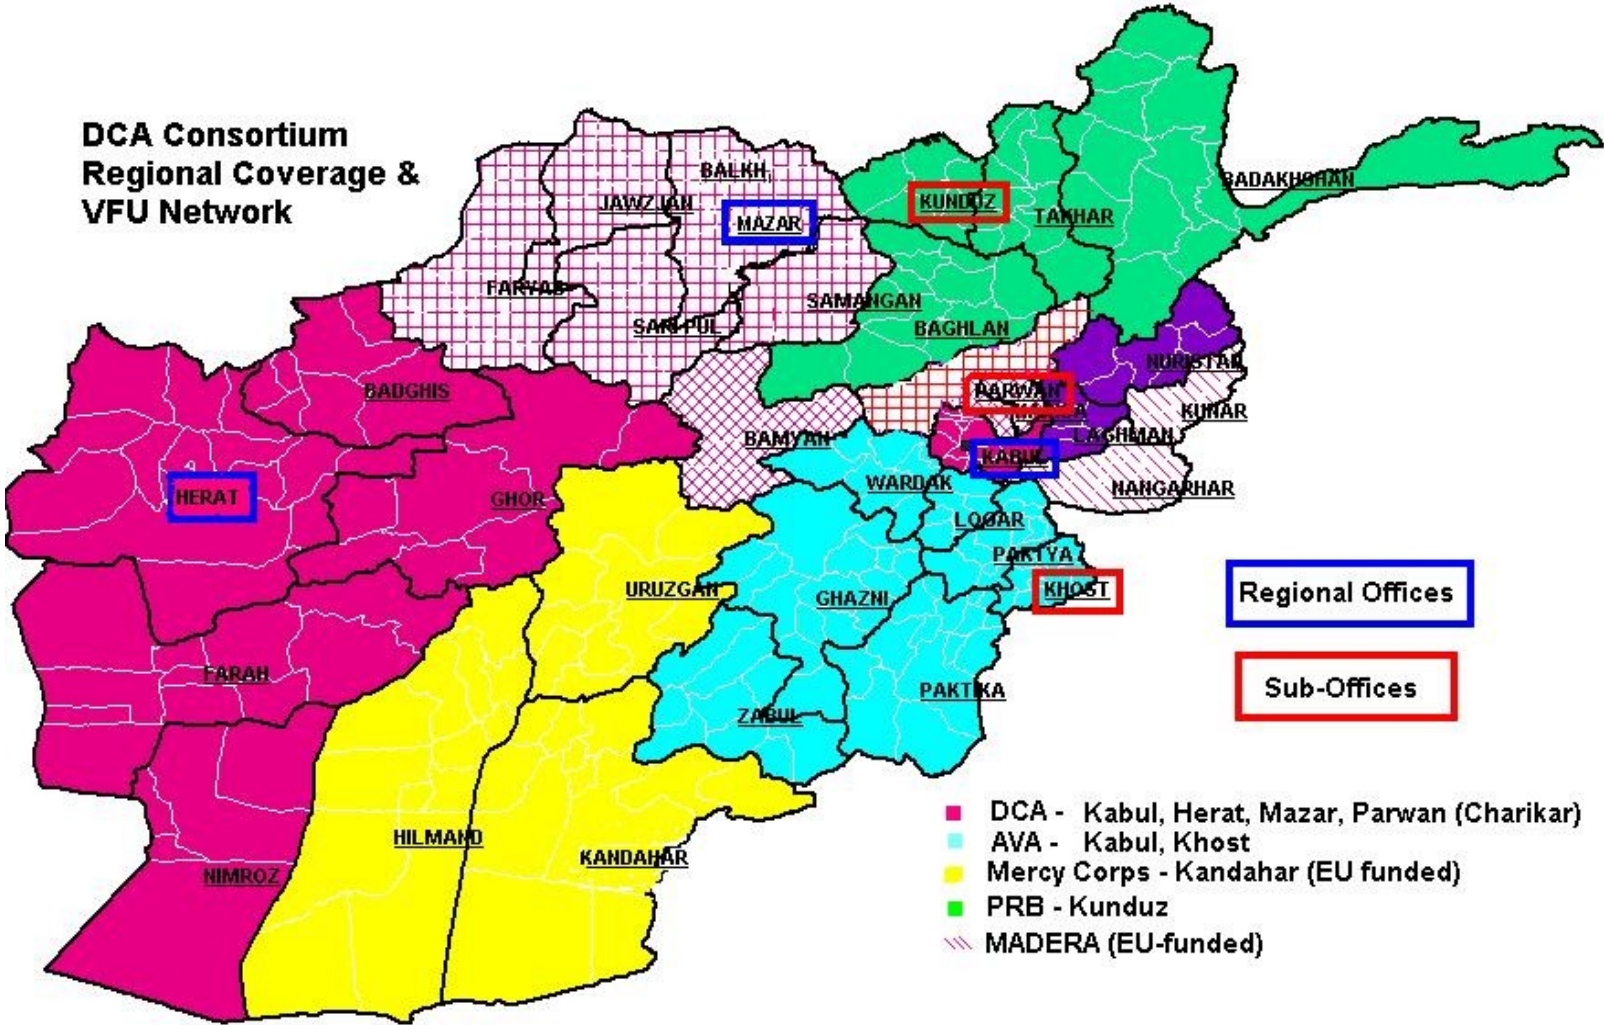 DCA Consortium
Regional Coverage &
VFU Network
BALKH
JAWZJAN
MAZAR
KUNDUZ
TAKHAR
BADAKHSHAN
FARYAB
SAMANGAN
SARI PUL
BAGHLAN
NURISTAN
BADGHIS
PARWAN
KUNAR
BAMYAN
LAGHMAN
KABUL
HERAT
GHOR
WARDAK
NANGARHAR
LOGAR
PAKTYA
URUZGAN
GHAZNI
KHOST
Regional Offices
FARAH
PAKTIKA
Sub-Offices
ZABUL
HILMAND
KANDAHAR
NIMROZ
DCA - Kabul, Herat, Mazar, Parwan (Charikar)
AVA - Kabul, Khost
Mercy Corps - Kandahar (EU funded)
PRB - Kunduz
MADERA (EU-funded)